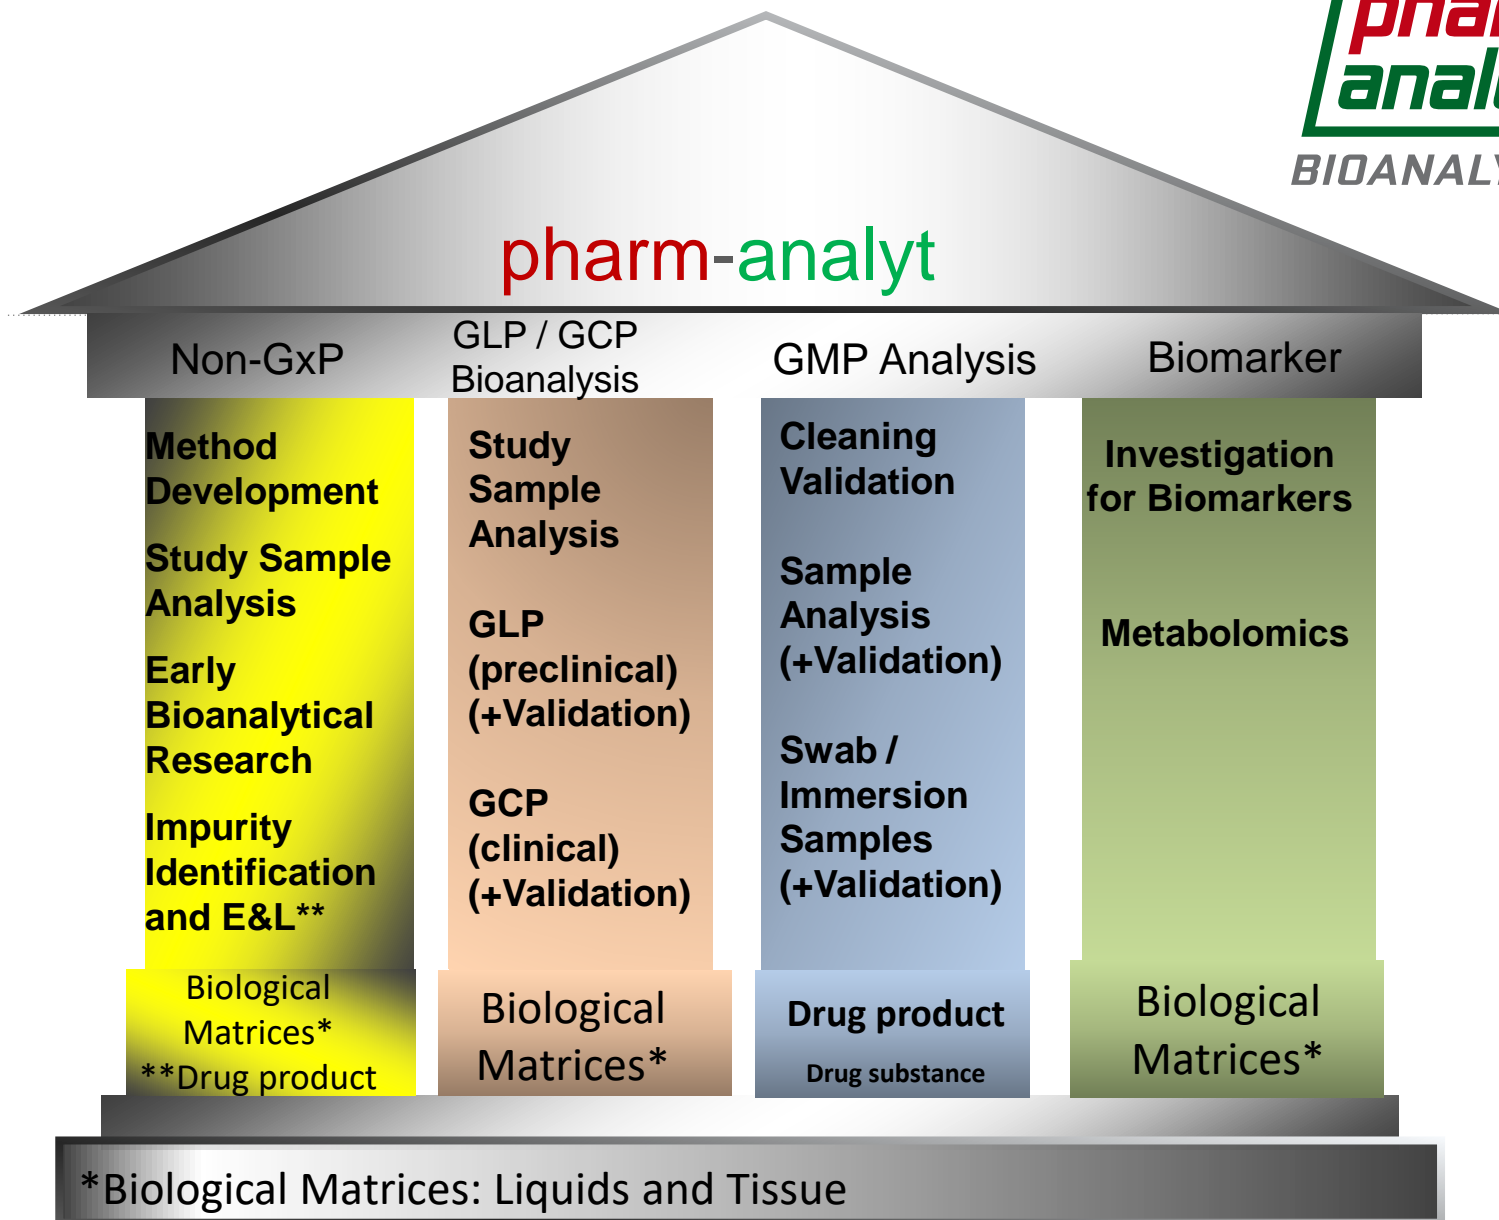 pharm-analyt
Non-GxP
GLP / GCP
Bioanalysis
GMP Analysis
Biomarker
Method
Development
Study Sample
Analysis
Early
Bioanalytical
Research
Impurity
Identification
and E&L**
Biological
Matrices*
**Drug product
Study
Sample
Analysis
GLP
(preclinical)
(+Validation)
GCP
(clinical)
(+Validation)
Biological
Matrices*
Cleaning
Validation
Sample
Analysis
(+Validation)
Swab /
Immersion
Samples
(+Validation)
Drug product
Drug substance
Investigation
for Biomarkers
Metabolomics
Biological
Matrices*
*Biological Matrices: Liquids and Tissue